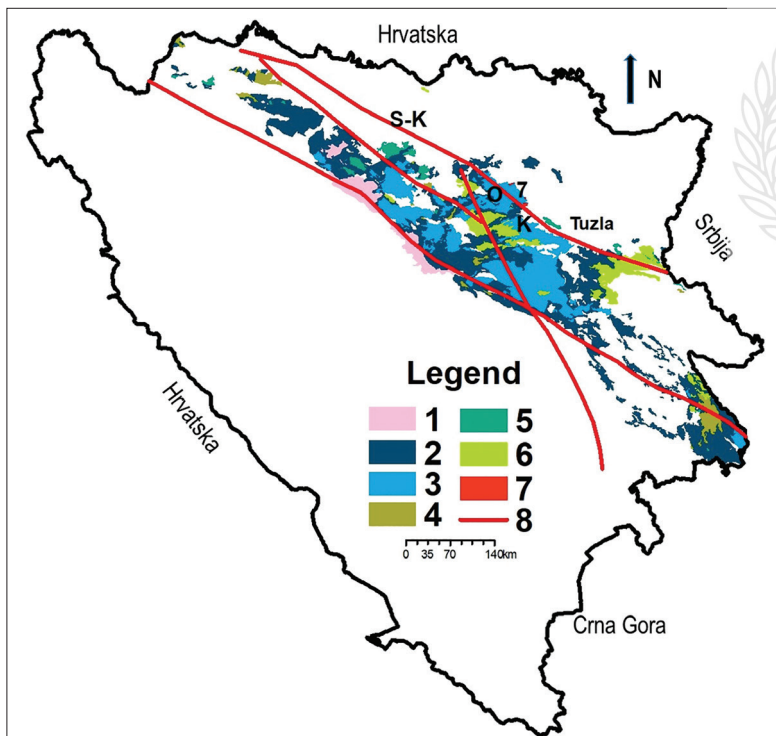 Hrvatska
N
S-K
O
7
K
Tuzla
Srbija
Hrvatska
Legend
1
5
2
6
3
7
4
8
0 35 70 140km
Crna Gora